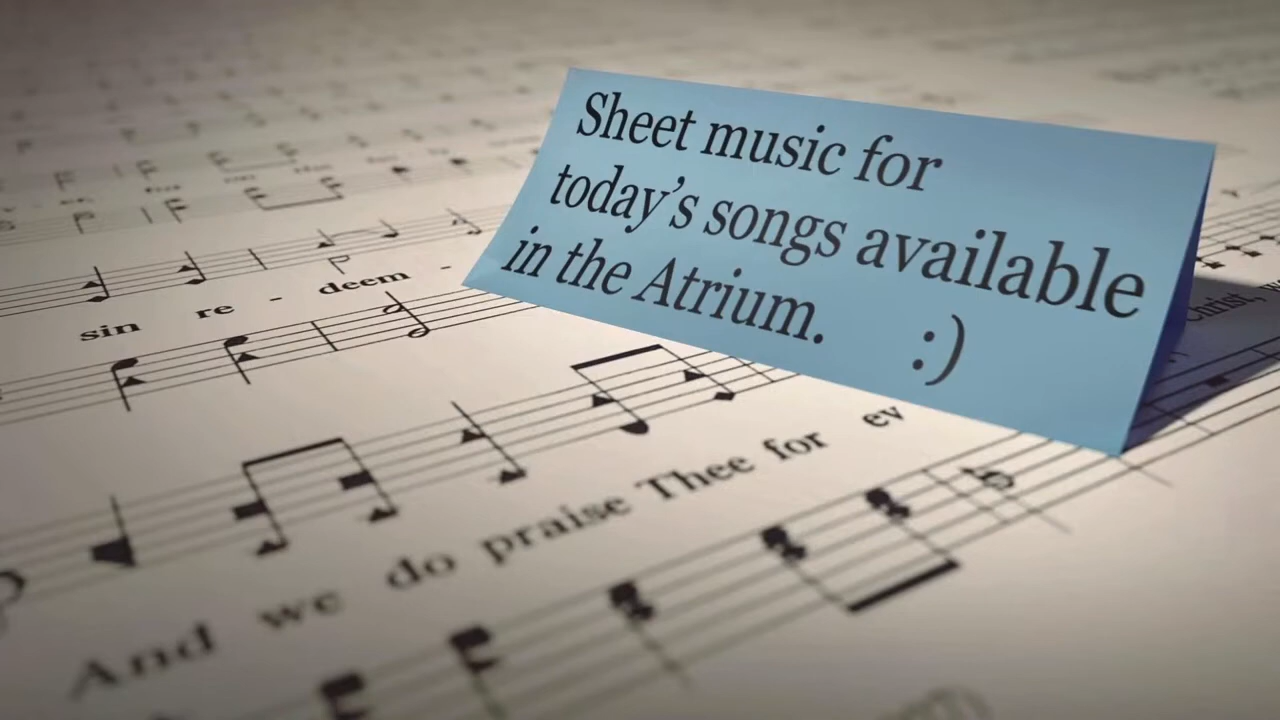 Sheet music for
today's songs available
in the Atrium. :)
sin re - deem -
And we do praise Thee for ev
Christ,